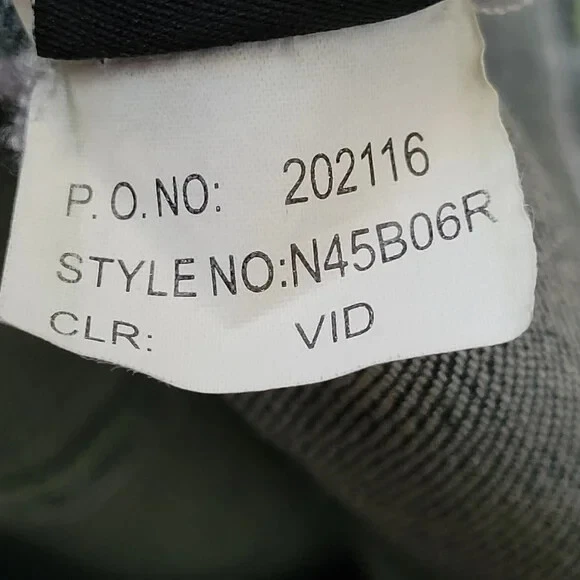 P.O.NO: 202116
STYLE NO:N45B06R
CLR: VID